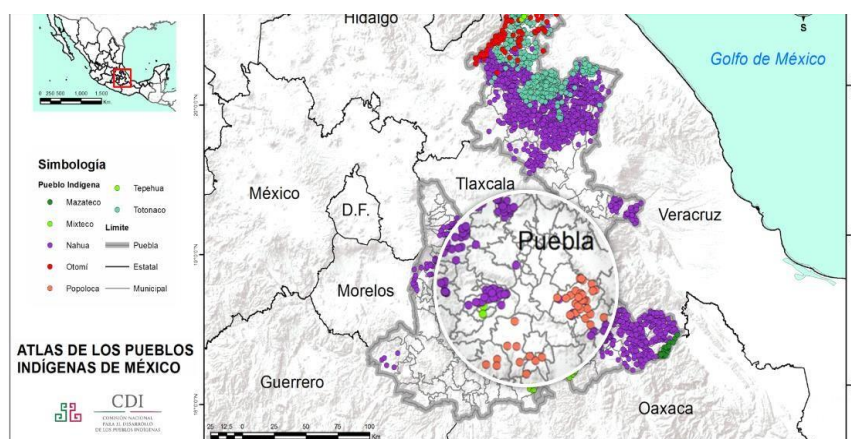 Hidalgo
S
Golfo de México
0 250 500 1,000 1,500
Km.
Simbología
Pueblo Indígena
Mazateco
Mixteco
Nahua
Otomí
Popoloca
Tepehua
Totonaco
Límite
Puebla
Estatal
Municipal
México
D.F.
Tlaxcala
Veracruz
Puebla
Morelos
Guerrero
Oaxaca
ATLAS DE LOS PUEBLOS
INDÍGENAS DE MÉXICO
CDI
COMISIÓN NACIONAL
PARA EL DESARROLLO
DE LOS PUEBLOS INDÍGENAS
25 12.5 0 25 50 75 100
Km